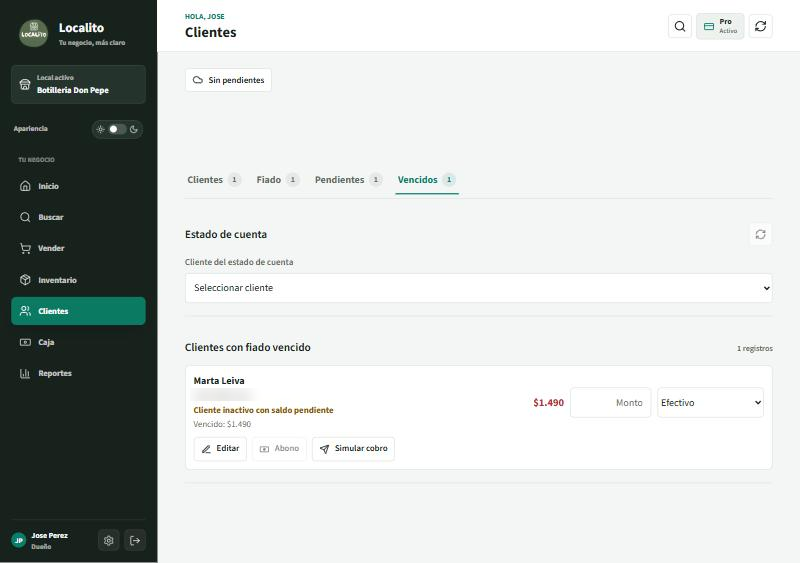 LOCALITO
Localito
Tu negocio, más claro
Local activo
Botillería Don Pepe
Apariencia
TU NEGOCIO
Inicio
Buscar
Vender
Inventario
Clientes
Caja
Reportes
JP
Jose Perez
Dueño
HOLA, JOSE
Clientes
Pro
Activo
Sin pendientes
Clientes 1 Fiado 1 Pendientes 1 Vencidos 1
Estado de cuenta
Cliente del estado de cuenta
Seleccionar cliente
Clientes con fiado vencido 1 registros
Marta Leiva
Cliente inactivo con saldo pendiente
Vencido: $1.490
$1.490 Monto Efectivo
Editar Abono Simular cobro